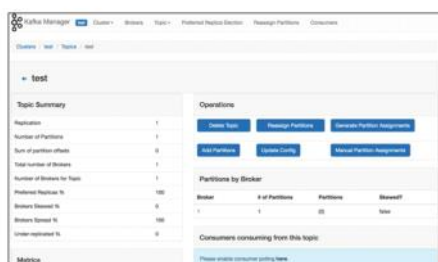 Kafka Manager test Cluster Brokers Topic Preferred Replica Election Reassign Partitions Consumers
Clusters / test / Topics / test
← test
Topic Summary
Replication 1
Number of Partitions 1
Sum of partition offsets 0
Total number of Brokers 1
Number of Brokers for Topic 1
Preferred Replicas % 100
Brokers Skewed % 0
Brokers Spread % 100
Under-replicated % 0
Metrics
Operations
Delete Topic Reassign Partitions Generate Partition Assignments
Add Partitions Update Config Manual Partition Assignments
Partitions by Broker
Broker # of Partitions Partitions Skewed?
1 (0) false
Consumers consuming from this topic
Please enable consumer polling here.